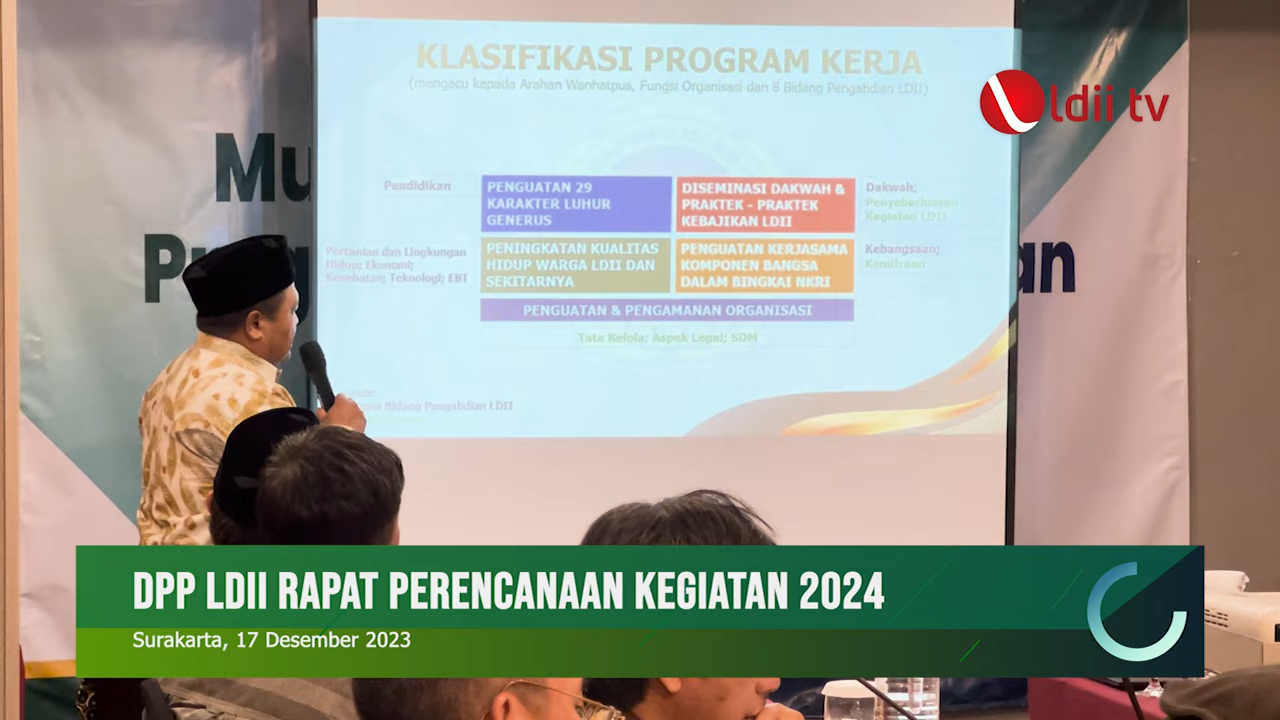 KLASIFIKASI PROGRAM KERJA
(mengacu kepada Arahan Wanhatpus, Fungsi Organisasi dan 8 Bidang Pengabdian LDII)
ldii tv
Mu
Pendidikan
PENGUATAN 29
KARAKTER LUHUR
GENERUS
DISEMINASI DAKWAH &
PRAKTEK - PRAKTEK
KEBAJIKAN LDII
Dakwah;
Penyebarluasan
Kegiatan LDII
Pertanian dan Lingkungan
Hidup; Ekonomi;
Kesehatan; Teknologi; EBT
PENINGKATAN KUALITAS
HIDUP WARGA LDII DAN
SEKITARNYA
PENGUATAN KERJASAMA
KOMPONEN BANGSA
DALAM BINGKAI NKRI
Kebangsaan;
Kemitraan
an
PENGUATAN & PENGAMANAN ORGANISASI
Tata Kelola; Aspek Legal; SDM
Bidang Pengabdian LDII
DPP LDII RAPAT PERENCANAAN KEGIATAN 2024
Surakarta, 17 Desember 2023